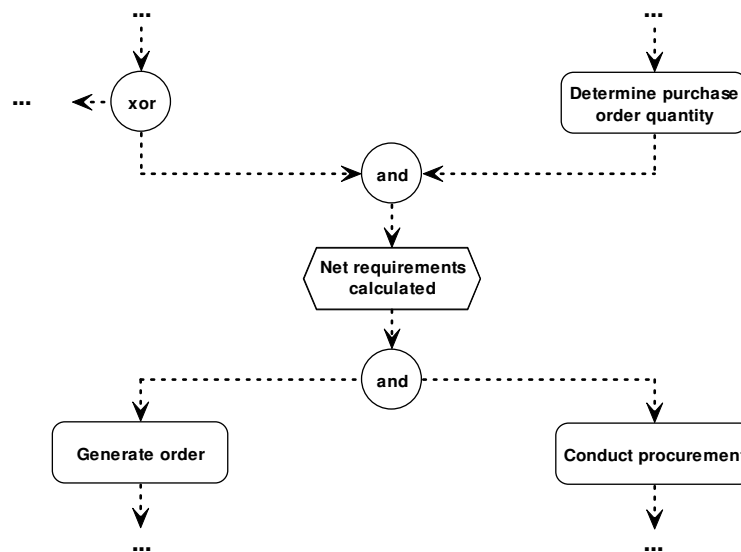 ...
...
...
xor
Determine purchase
order quantity
and
Net requirements
calculated
and
Generate order
Conduct procurement
...
...